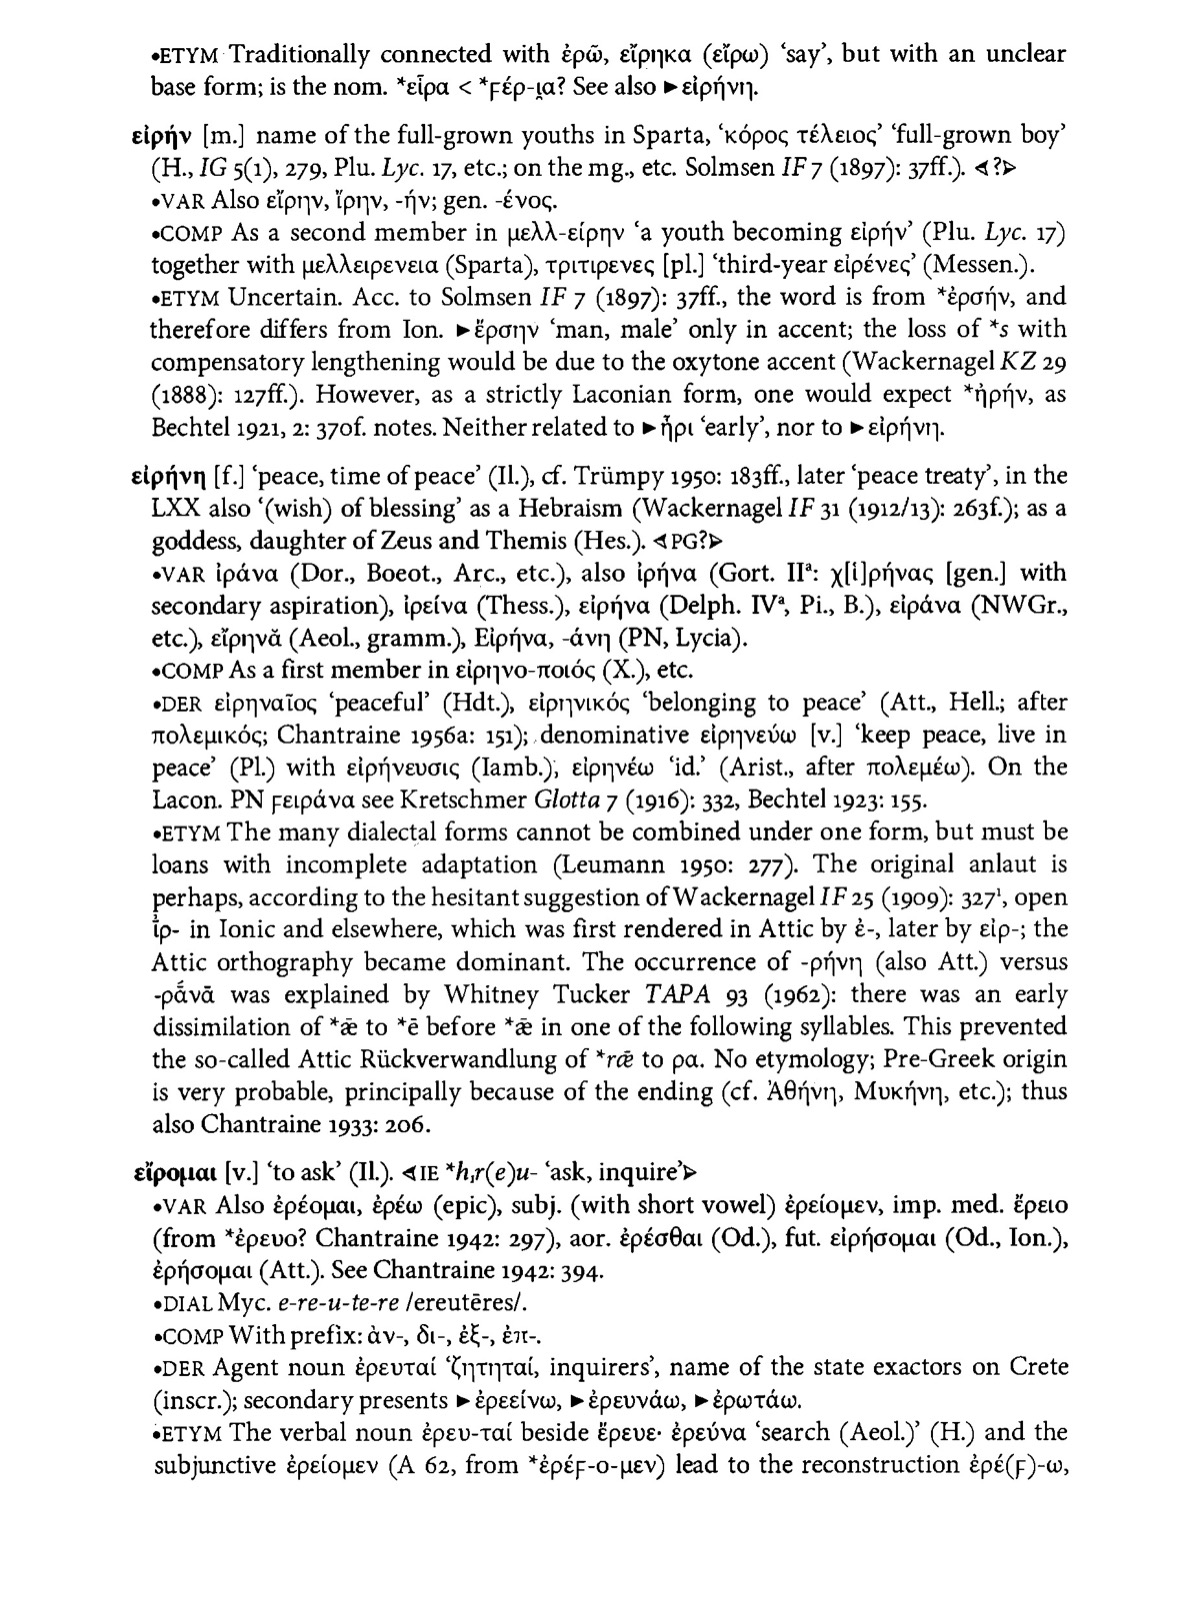 •ETYM Traditionally connected with ἐρῶ, εἴρηκα (εἴρω) ‘say’, but with an unclear
base form; is the nom. *εἶρα < *ϝέρ-ι̯α? See also ►εἰρήνη.
εἰρήν [m.] name of the full-grown youths in Sparta, ‘κόρος τέλειος’ ‘full-grown boy’
(H., IG 5(1), 279, Plu. Lyc. 17, etc.; on the mg., etc. Solmsen IF 7 (1897): 37ff.). ⊲?⊳
•VAR Also εἴρην, ἴρην, -ήν; gen. -ένος.
•COMP As a second member in μελλ-είρην ‘a youth becoming εἰρήν’ (Plu. Lyc. 17)
together with μελλειρενεια (Sparta), τριτιρενες [pl.] ‘third-year εἰρένες’ (Messen.).
•ETYM Uncertain. Acc. to Solmsen IF 7 (1897): 37ff., the word is from *ἐρσήν, and
therefore differs from Ion. ►ἔρσην ‘man, male’ only in accent; the loss of *s with
compensatory lengthening would be due to the oxytone accent (Wackernagel KZ 29
(1888): 127ff.). However, as a strictly Laconian form, one would expect *ἠρήν, as
Bechtel 1921, 2: 370f. notes. Neither related to ►ἦρι ‘early’, nor to ►εἰρήνη.
εἰρήνη [f.] ‘peace, time of peace’ (Il.), cf. Trümpy 1950: 183ff., later ‘peace treaty’, in the
LXX also ‘(wish) of blessing’ as a Hebraism (Wackernagel IF 31 (1912/13): 263f.); as a
goddess, daughter of Zeus and Themis (Hes.). ⊲PG?⊳
•VAR ἰράνα (Dor., Boeot., Arc., etc.), also ἰρήνα (Gort. IIᵃ: χ[ἰ]ρήνας [gen.] with
secondary aspiration), ἰρείνα (Thess.), εἰρήνα (Delph. IVᵃ, Pi., B.), εἰράνα (NWGr.,
etc.), εἴρηνᾰ (Aeol., gramm.), Εἰρήνα, -άνη (PN, Lycia).
•COMP As a first member in εἰρηνο-ποιός (X.), etc.
•DER εἰρηναῖος ‘peaceful’ (Hdt.), εἰρηνικός ‘belonging to peace’ (Att., Hell.; after
πολεμικός; Chantraine 1956a: 151); denominative εἰρηνεύω [v.] ‘keep peace, live in
peace’ (Pl.) with εἰρήνευσις (Iamb.), εἰρηνέω ‘id.’ (Arist., after πολεμέω). On the
Lacon. PN ϝειράνα see Kretschmer Glotta 7 (1916): 332, Bechtel 1923: 155.
•ETYM The many dialectal forms cannot be combined under one form, but must be
loans with incomplete adaptation (Leumann 1950: 277). The original anlaut is
perhaps, according to the hesitant suggestion of Wackernagel IF 25 (1909): 327¹, open
ἰ̄ρ- in Ionic and elsewhere, which was first rendered in Attic by ἐ-, later by εἰρ-; the
Attic orthography became dominant. The occurrence of -ρήνη (also Att.) versus
-ρᾱ́νᾱ was explained by Whitney Tucker TAPA 93 (1962): there was an early
dissimilation of *ǣ to *ē before *ǣ in one of the following syllables. This prevented
the so-called Attic Rückverwandlung of *rǣ to ρα. No etymology; Pre-Greek origin
is very probable, principally because of the ending (cf. Ἀθήνη, Μυκήνη, etc.); thus
also Chantraine 1933: 206.
εἴρομαι [v.] ‘to ask’ (Il.). ⊲IE *h₁r(e)u- ‘ask, inquire’⊳
•VAR Also ἐρέομαι, ἐρέω (epic), subj. (with short vowel) ἐρείομεν, imp. med. ἔρειο
(from *ἐρευο? Chantraine 1942: 297), aor. ἐρέσθαι (Od.), fut. εἰρήσομαι (Od., Ion.),
ἐρήσομαι (Att.). See Chantraine 1942: 394.
•DIAL Myc. e-re-u-te-re /ereutēres/.
•COMP With prefix: ἀν-, δι-, ἐξ-, ἐπ-.
•DER Agent noun ἐρευταί ‘ζητηταί, inquirers’, name of the state exactors on Crete
(inscr.); secondary presents ►ἐρεείνω, ►ἐρευνάω, ►ἐρωτάω.
•ETYM The verbal noun ἐρευ-ταί beside ἔρευε· ἐρεύνα ‘search (Aeol.)’ (H.) and the
subjunctive ἐρείομεν (A 62, from *ἐρέϝ-ο-μεν) lead to the reconstruction ἐρέ(ϝ)-ω,